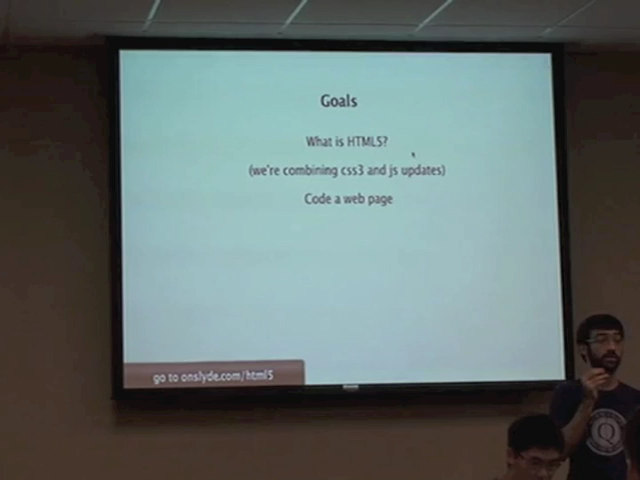 Goals
What is HTML5?
(we're combining css3 and js updates)
Code a web page
go to onslyde.com/html5
Q